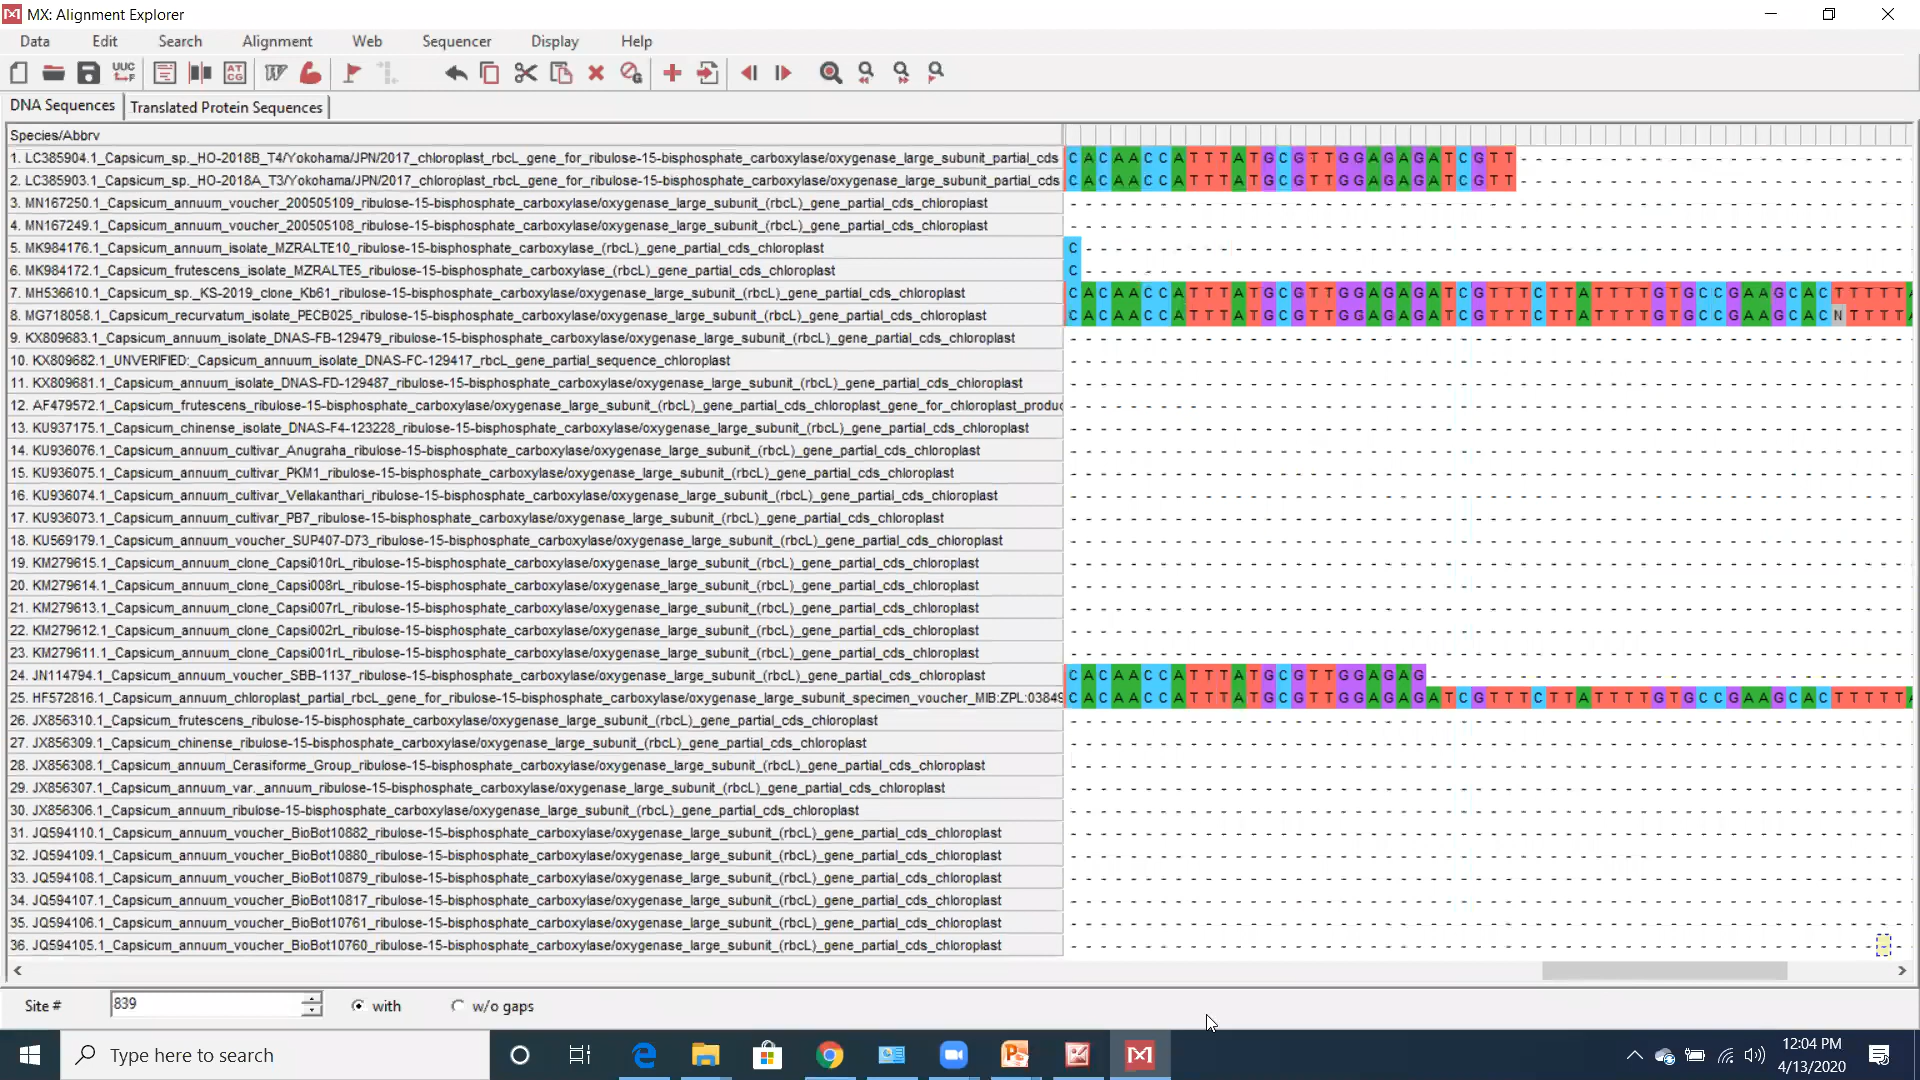 MX: Alignment Explorer
Data Edit Search Alignment Web Sequencer Display Help
DNA Sequences Translated Protein Sequences
Species/Abbrv
1. LC385904.1_Capsicum_sp._HO-2018B_T4/Yokohama/JPN/2017_chloroplast_rbcL_gene_for_ribulose-15-bisphosphate_carboxylase/oxygenase_large_subunit_partial_cds CACAACCATTTATGCGTTGGAGAGATCGTT
2. LC385903.1_Capsicum_sp._HO-2018A_T3/Yokohama/JPN/2017_chloroplast_rbcL_gene_for_ribulose-15-bisphosphate_carboxylase/oxygenase_large_subunit_partial_cds CACAACCATTTATGCGTTGGAGAGATCGTT
3. MN167250.1_Capsicum_annuum_voucher_200505109_ribulose-15-bisphosphate_carboxylase/oxygenase_large_subunit_(rbcL)_gene_partial_cds_chloroplast
4. MN167249.1_Capsicum_annuum_voucher_200505108_ribulose-15-bisphosphate_carboxylase/oxygenase_large_subunit_(rbcL)_gene_partial_cds_chloroplast
5. MK984176.1_Capsicum_annuum_isolate_MZRALTE10_ribulose-15-bisphosphate_carboxylase_(rbcL)_gene_partial_cds_chloroplast C
6. MK984172.1_Capsicum_frutescens_isolate_MZRALTE5_ribulose-15-bisphosphate_carboxylase_(rbcL)_gene_partial_cds_chloroplast C
7. MH536610.1_Capsicum_sp._KS-2019_clone_Kb61_ribulose-15-bisphosphate_carboxylase/oxygenase_large_subunit_(rbcL)_gene_partial_cds_chloroplast CACAACCATTTATGCGTTGGAGAGATCGTTTCTTATTTTGTGCCGAAGCACTTTTTA
8. MG718058.1_Capsicum_recurvatum_isolate_PECB025_ribulose-15-bisphosphate_carboxylase/oxygenase_large_subunit_(rbcL)_gene_partial_cds_chloroplast CACAACCATTTATGCGTTGGAGAGATCGTTTCTTATTTTGTGCCGAAGCACNTTTTA
9. KX809683.1_Capsicum_annuum_isolate_DNAS-FB-129479_ribulose-15-bisphosphate_carboxylase/oxygenase_large_subunit_(rbcL)_gene_partial_cds_chloroplast
10. KX809682.1_UNVERIFIED:_Capsicum_annuum_isolate_DNAS-FC-129417_rbcL_gene_partial_sequence_chloroplast
11. KX809681.1_Capsicum_annuum_isolate_DNAS-FD-129487_ribulose-15-bisphosphate_carboxylase/oxygenase_large_subunit_(rbcL)_gene_partial_cds_chloroplast
12. AF479572.1_Capsicum_frutescens_ribulose-15-bisphosphate_carboxylase/oxygenase_large_subunit_(rbcL)_gene_partial_cds_chloroplast_gene_for_chloroplast_produc
13. KU937175.1_Capsicum_chinense_isolate_DNAS-F4-123228_ribulose-15-bisphosphate_carboxylase/oxygenase_large_subunit_(rbcL)_gene_partial_cds_chloroplast
14. KU936076.1_Capsicum_annuum_cultivar_Anugraha_ribulose-15-bisphosphate_carboxylase/oxygenase_large_subunit_(rbcL)_gene_partial_cds_chloroplast
15. KU936075.1_Capsicum_annuum_cultivar_PKM1_ribulose-15-bisphosphate_carboxylase/oxygenase_large_subunit_(rbcL)_gene_partial_cds_chloroplast
16. KU936074.1_Capsicum_annuum_cultivar_Vellakanthari_ribulose-15-bisphosphate_carboxylase/oxygenase_large_subunit_(rbcL)_gene_partial_cds_chloroplast
17. KU936073.1_Capsicum_annuum_cultivar_PB7_ribulose-15-bisphosphate_carboxylase/oxygenase_large_subunit_(rbcL)_gene_partial_cds_chloroplast
18. KU569179.1_Capsicum_annuum_voucher_SUP407-D73_ribulose-15-bisphosphate_carboxylase/oxygenase_large_subunit_(rbcL)_gene_partial_cds_chloroplast
19. KM279615.1_Capsicum_annuum_clone_Capsi010rL_ribulose-15-bisphosphate_carboxylase/oxygenase_large_subunit_(rbcL)_gene_partial_cds_chloroplast
20. KM279614.1_Capsicum_annuum_clone_Capsi008rL_ribulose-15-bisphosphate_carboxylase/oxygenase_large_subunit_(rbcL)_gene_partial_cds_chloroplast
21. KM279613.1_Capsicum_annuum_clone_Capsi007rL_ribulose-15-bisphosphate_carboxylase/oxygenase_large_subunit_(rbcL)_gene_partial_cds_chloroplast
22. KM279612.1_Capsicum_annuum_clone_Capsi002rL_ribulose-15-bisphosphate_carboxylase/oxygenase_large_subunit_(rbcL)_gene_partial_cds_chloroplast
23. KM279611.1_Capsicum_annuum_clone_Capsi001rL_ribulose-15-bisphosphate_carboxylase/oxygenase_large_subunit_(rbcL)_gene_partial_cds_chloroplast
24. JN114794.1_Capsicum_annuum_voucher_SBB-1137_ribulose-15-bisphosphate_carboxylase/oxygenase_large_subunit_(rbcL)_gene_partial_cds_chloroplast CACAACCATTTATGCGTTGGAGAG
25. HF572816.1_Capsicum_annuum_chloroplast_partial_rbcL_gene_for_ribulose-15-bisphosphate_carboxylase/oxygenase_large_subunit_specimen_voucher_MIB:ZPL:03849 CACAACCATTTATGCGTTGGAGAGATCGTTTCTTATTTTGTGCCGAAGCACTTTTTA
26. JX856310.1_Capsicum_frutescens_ribulose-15-bisphosphate_carboxylase/oxygenase_large_subunit_(rbcL)_gene_partial_cds_chloroplast
27. JX856309.1_Capsicum_chinense_ribulose-15-bisphosphate_carboxylase/oxygenase_large_subunit_(rbcL)_gene_partial_cds_chloroplast
28. JX856308.1_Capsicum_annuum_Cerasiforme_Group_ribulose-15-bisphosphate_carboxylase/oxygenase_large_subunit_(rbcL)_gene_partial_cds_chloroplast
29. JX856307.1_Capsicum_annuum_var._annuum_ribulose-15-bisphosphate_carboxylase/oxygenase_large_subunit_(rbcL)_gene_partial_cds_chloroplast
30. JX856306.1_Capsicum_annuum_ribulose-15-bisphosphate_carboxylase/oxygenase_large_subunit_(rbcL)_gene_partial_cds_chloroplast
31. JQ594110.1_Capsicum_annuum_voucher_BioBot10882_ribulose-15-bisphosphate_carboxylase/oxygenase_large_subunit_(rbcL)_gene_partial_cds_chloroplast
32. JQ594109.1_Capsicum_annuum_voucher_BioBot10880_ribulose-15-bisphosphate_carboxylase/oxygenase_large_subunit_(rbcL)_gene_partial_cds_chloroplast
33. JQ594108.1_Capsicum_annuum_voucher_BioBot10879_ribulose-15-bisphosphate_carboxylase/oxygenase_large_subunit_(rbcL)_gene_partial_cds_chloroplast
34. JQ594107.1_Capsicum_annuum_voucher_BioBot10817_ribulose-15-bisphosphate_carboxylase/oxygenase_large_subunit_(rbcL)_gene_partial_cds_chloroplast
35. JQ594106.1_Capsicum_annuum_voucher_BioBot10761_ribulose-15-bisphosphate_carboxylase/oxygenase_large_subunit_(rbcL)_gene_partial_cds_chloroplast
36. JQ594105.1_Capsicum_annuum_voucher_BioBot10760_ribulose-15-bisphosphate_carboxylase/oxygenase_large_subunit_(rbcL)_gene_partial_cds_chloroplast
Site # 839 with w/o gaps
Type here to search
12:04 PM
4/13/2020